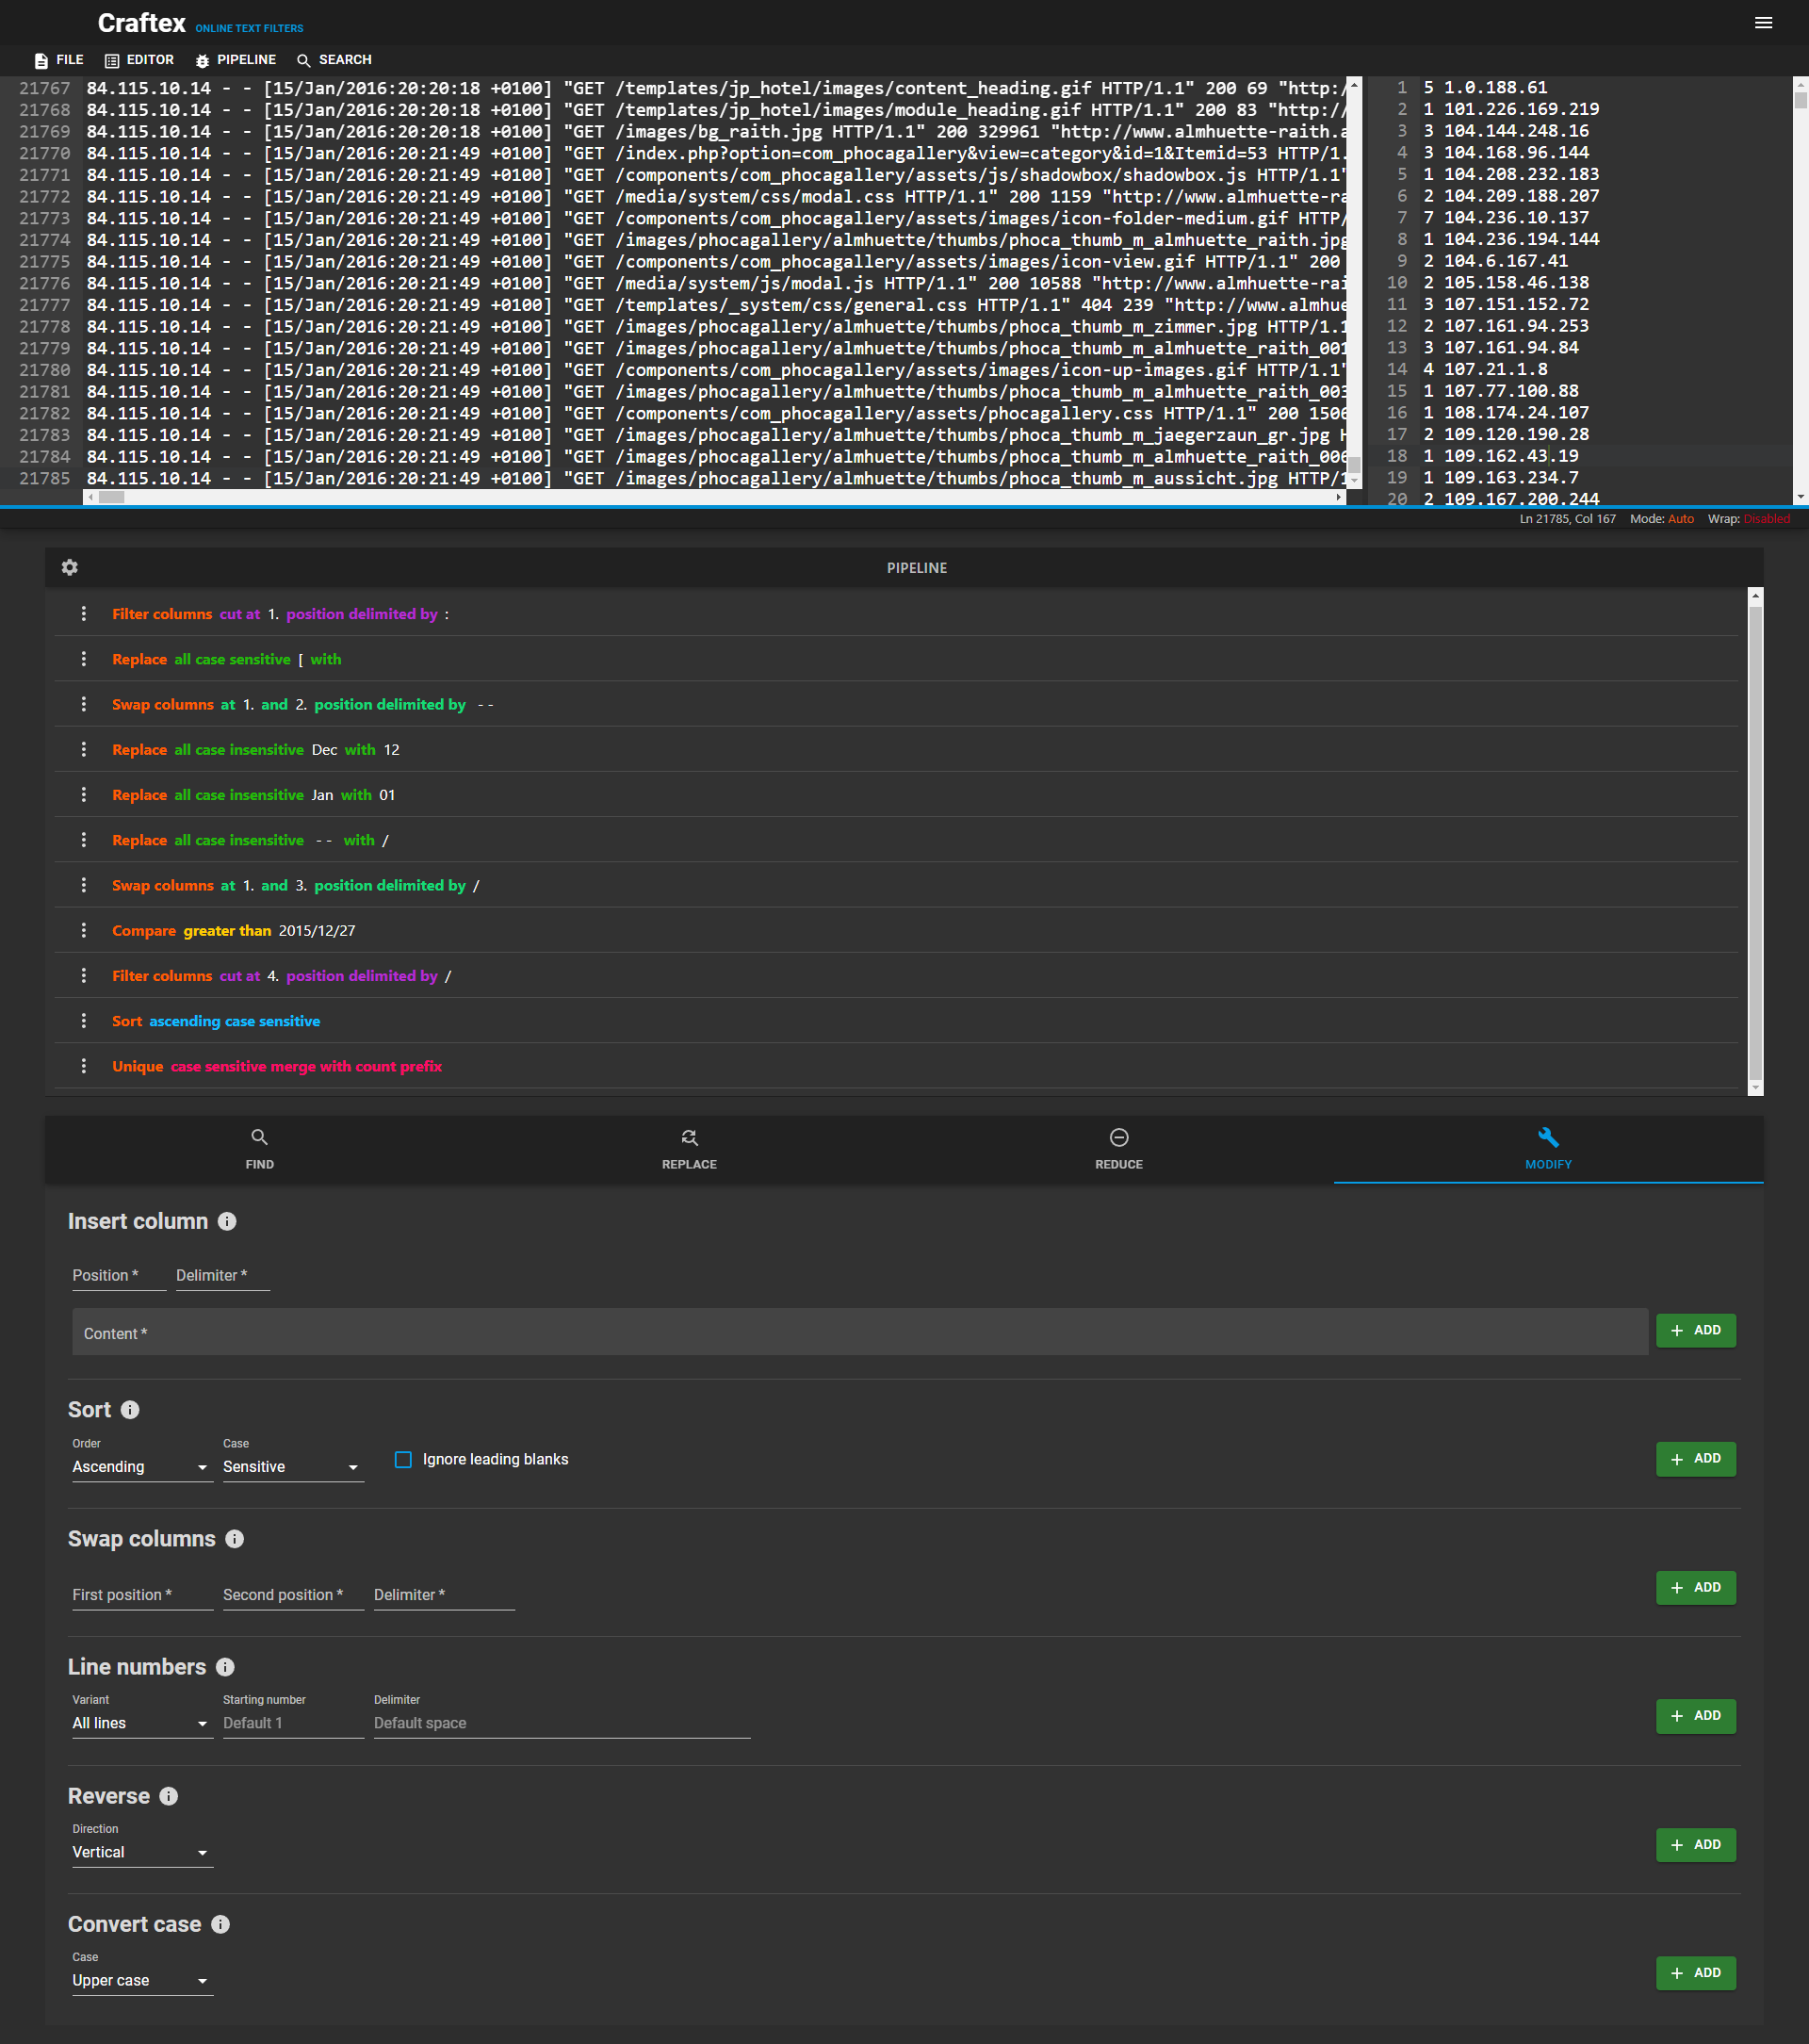 Craftex ONLINE TEXT FILTERS
FILE EDITOR PIPELINE SEARCH
21767 84.115.10.14 - - [15/Jan/2016:20:20:18 +0100] "GET /templates/jp_hotel/images/content_heading.gif HTTP/1.1" 200 69 "http:/
21768 84.115.10.14 - - [15/Jan/2016:20:20:18 +0100] "GET /templates/jp_hotel/images/module_heading.gif HTTP/1.1" 200 83 "http://
21769 84.115.10.14 - - [15/Jan/2016:20:20:18 +0100] "GET /images/bg_raith.jpg HTTP/1.1" 200 329961 "http://www.almhuette-raith.a
21770 84.115.10.14 - - [15/Jan/2016:20:21:49 +0100] "GET /index.php?option=com_phocagallery&view=category&id=1&Itemid=53 HTTP/1.
21771 84.115.10.14 - - [15/Jan/2016:20:21:49 +0100] "GET /components/com_phocagallery/assets/js/shadowbox/shadowbox.js HTTP/1.1"
21772 84.115.10.14 - - [15/Jan/2016:20:21:49 +0100] "GET /media/system/css/modal.css HTTP/1.1" 200 1159 "http://www.almhuette-ra
21773 84.115.10.14 - - [15/Jan/2016:20:21:49 +0100] "GET /components/com_phocagallery/assets/images/icon-folder-medium.gif HTTP/
21774 84.115.10.14 - - [15/Jan/2016:20:21:49 +0100] "GET /images/phocagallery/almhuette/thumbs/phoca_thumb_m_almhuette_raith.jpg
21775 84.115.10.14 - - [15/Jan/2016:20:21:49 +0100] "GET /components/com_phocagallery/assets/images/icon-view.gif HTTP/1.1" 200
21776 84.115.10.14 - - [15/Jan/2016:20:21:49 +0100] "GET /media/system/js/modal.js HTTP/1.1" 200 10588 "http://www.almhuette-rai
21777 84.115.10.14 - - [15/Jan/2016:20:21:49 +0100] "GET /templates/_system/css/general.css HTTP/1.1" 404 239 "http://www.almhue
21778 84.115.10.14 - - [15/Jan/2016:20:21:49 +0100] "GET /images/phocagallery/almhuette/thumbs/phoca_thumb_m_zimmer.jpg HTTP/1.1
21779 84.115.10.14 - - [15/Jan/2016:20:21:49 +0100] "GET /images/phocagallery/almhuette/thumbs/phoca_thumb_m_almhuette_raith_001
21780 84.115.10.14 - - [15/Jan/2016:20:21:49 +0100] "GET /components/com_phocagallery/assets/images/icon-up-images.gif HTTP/1.1"
21781 84.115.10.14 - - [15/Jan/2016:20:21:49 +0100] "GET /images/phocagallery/almhuette/thumbs/phoca_thumb_m_almhuette_raith_003
21782 84.115.10.14 - - [15/Jan/2016:20:21:49 +0100] "GET /components/com_phocagallery/assets/phocagallery.css HTTP/1.1" 200 1506
21783 84.115.10.14 - - [15/Jan/2016:20:21:49 +0100] "GET /images/phocagallery/almhuette/thumbs/phoca_thumb_m_jaegerzaun_gr.jpg H
21784 84.115.10.14 - - [15/Jan/2016:20:21:49 +0100] "GET /images/phocagallery/almhuette/thumbs/phoca_thumb_m_almhuette_raith_006
21785 84.115.10.14 - - [15/Jan/2016:20:21:49 +0100] "GET /images/phocagallery/almhuette/thumbs/phoca_thumb_m_aussicht.jpg HTTP/1
1 5 1.0.188.61
2 1 101.226.169.219
3 3 104.144.248.16
4 3 104.168.96.144
5 1 104.208.232.183
6 2 104.209.188.207
7 7 104.236.10.137
8 1 104.236.194.144
9 2 104.6.167.41
10 2 105.158.46.138
11 3 107.151.152.72
12 2 107.161.94.253
13 3 107.161.94.84
14 4 107.21.1.8
15 1 107.77.100.88
16 1 108.174.24.107
17 2 109.120.190.28
18 1 109.162.43.19
19 1 109.163.234.7
20 2 109.167.200.244
Ln 21785, Col 167 Mode: Auto Wrap: Disabled
PIPELINE
Filter columns cut at 1. position delimited by :
Replace all case sensitive [ with
Swap columns at 1. and 2. position delimited by - -
Replace all case insensitive Dec with 12
Replace all case insensitive Jan with 01
Replace all case insensitive - - with /
Swap columns at 1. and 3. position delimited by /
Compare greater than 2015/12/27
Filter columns cut at 4. position delimited by /
Sort ascending case sensitive
Unique case sensitive merge with count prefix
FIND REPLACE REDUCE MODIFY
Insert column
Position * Delimiter *
Content *
ADD
Sort
Order Case
Ascending Sensitive Ignore leading blanks
ADD
Swap columns
First position * Second position * Delimiter *
ADD
Line numbers
Variant Starting number Delimiter
All lines Default 1 Default space
ADD
Reverse
Direction
Vertical
ADD
Convert case
Case
Upper case
ADD